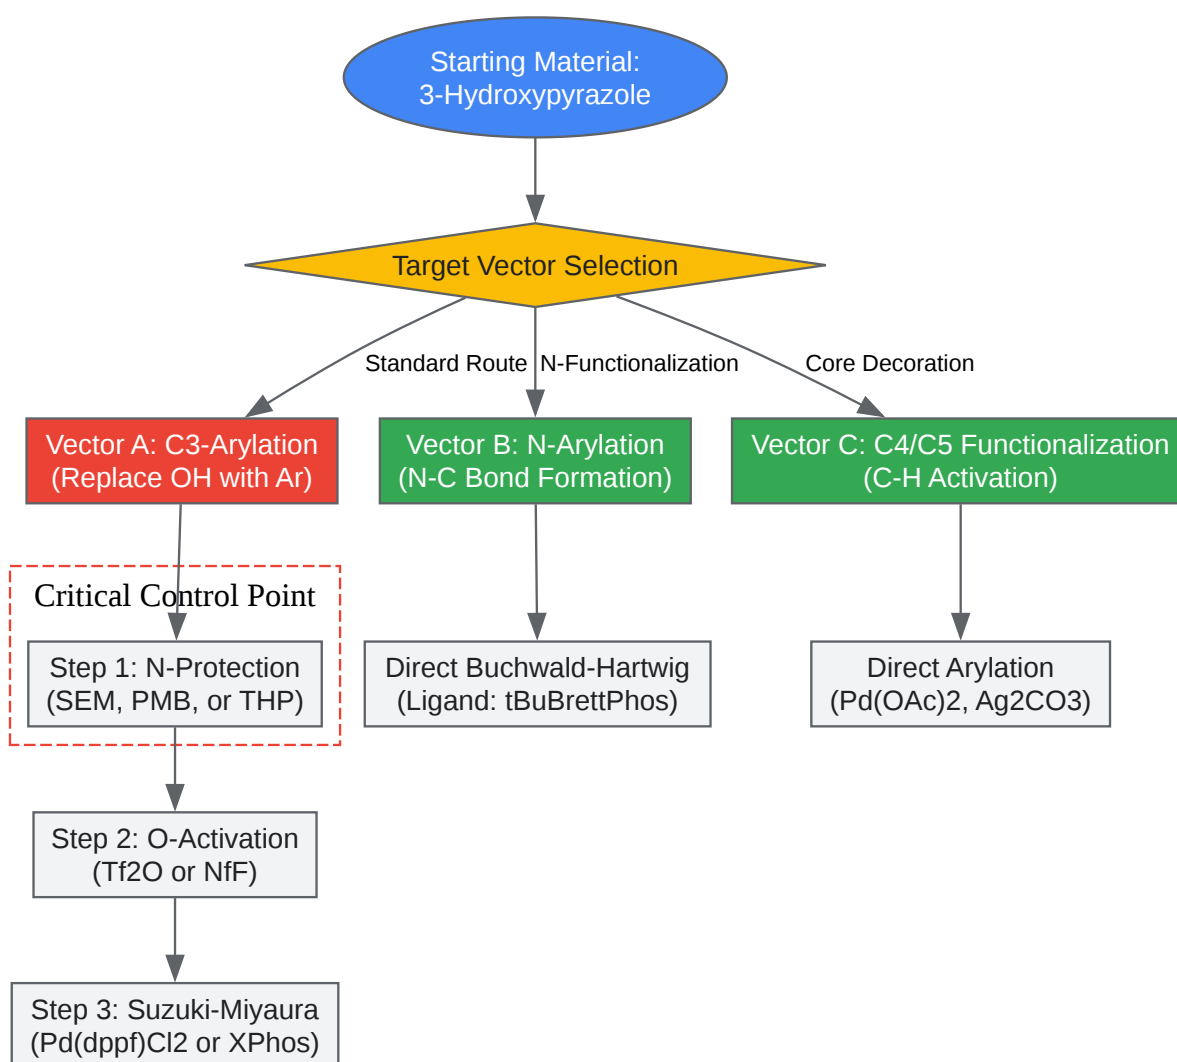 Starting Material:
3-Hydroxypyrazole
Target Vector Selection
Standard Route
N-Functionalization
Core Decoration
Vector A: C3-Arylation
(Replace OH with Ar)
Vector B: N-Arylation
(N-C Bond Formation)
Vector C: C4/C5 Functionalization
(C-H Activation)
Critical Control Point
Step 1: N-Protection
(SEM, PMB, or THP)
Direct Buchwald-Hartwig
(Ligand: tBuBrettPhos)
Direct Arylation
(Pd(OAc)2, Ag2CO3)
Step 2: O-Activation
(Tf2O or NfF)
Step 3: Suzuki-Miyaura
(Pd(dppf)Cl2 or XPhos)